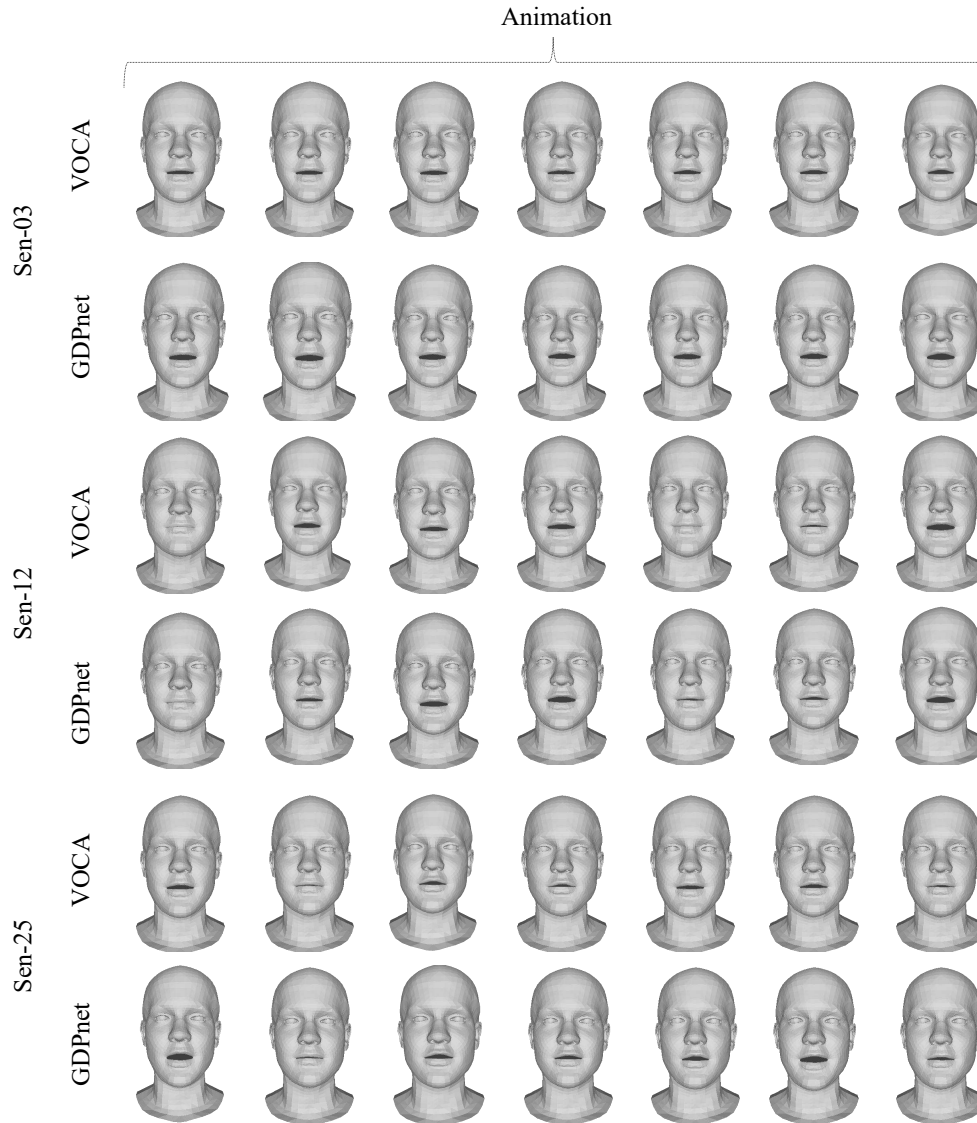 Animation
Sen-03
VOCA
GDPnet
Sen-12
VOCA
GDPnet
Sen-25
VOCA
GDPnet